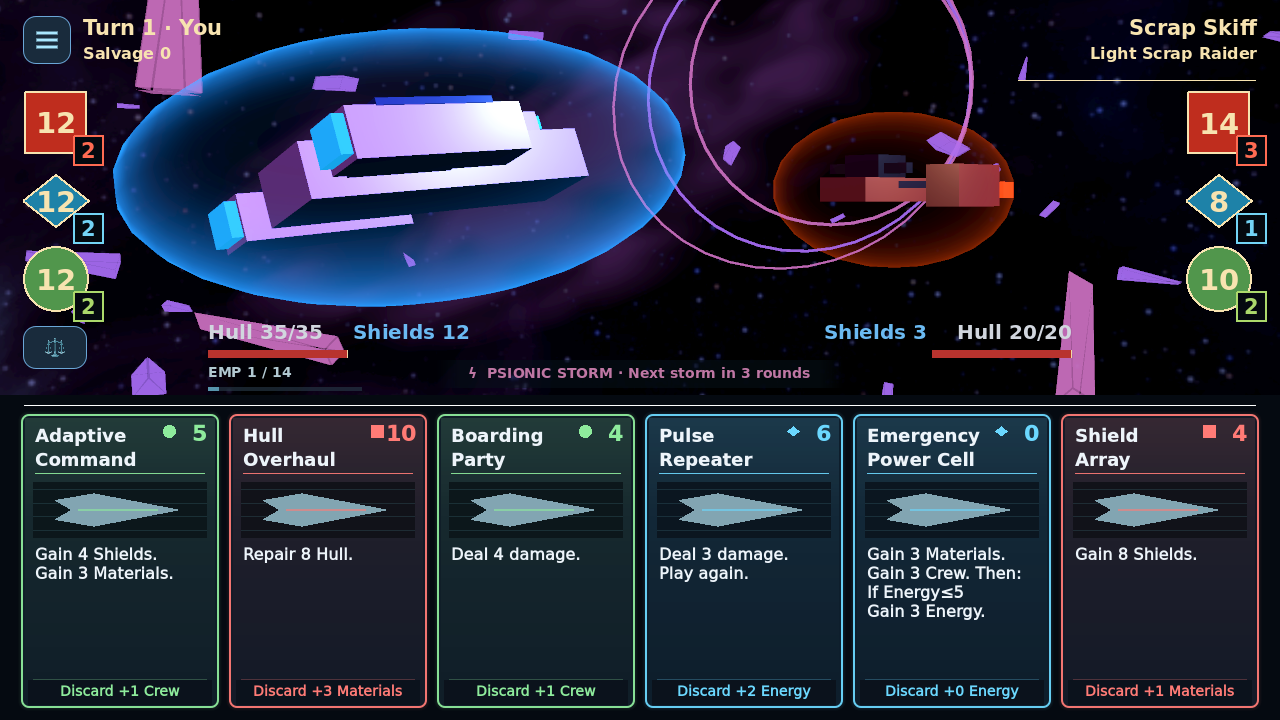 Turn 1 · You
Salvage 0
Scrap Skiff
Light Scrap Raider
12
2
12
2
12
2
14
3
8
1
10
2
Hull 35/35
Shields 12
EMP 1 / 14
Shields 3
Hull 20/20
PSIONIC STORM · Next storm in 3 rounds
Adaptive
Command
5
Gain 4 Shields.
Gain 3 Materials.
Discard +1 Crew
Hull
Overhaul
10
Repair 8 Hull.
Discard +3 Materials
Boarding
Party
4
Deal 4 damage.
Discard +1 Crew
Pulse
Repeater
6
Deal 3 damage.
Play again.
Discard +2 Energy
Emergency
Power Cell
0
Gain 3 Materials.
Gain 3 Crew. Then:
If Energy≤5
Gain 3 Energy.
Discard +0 Energy
Shield
Array
4
Gain 8 Shields.
Discard +1 Materials